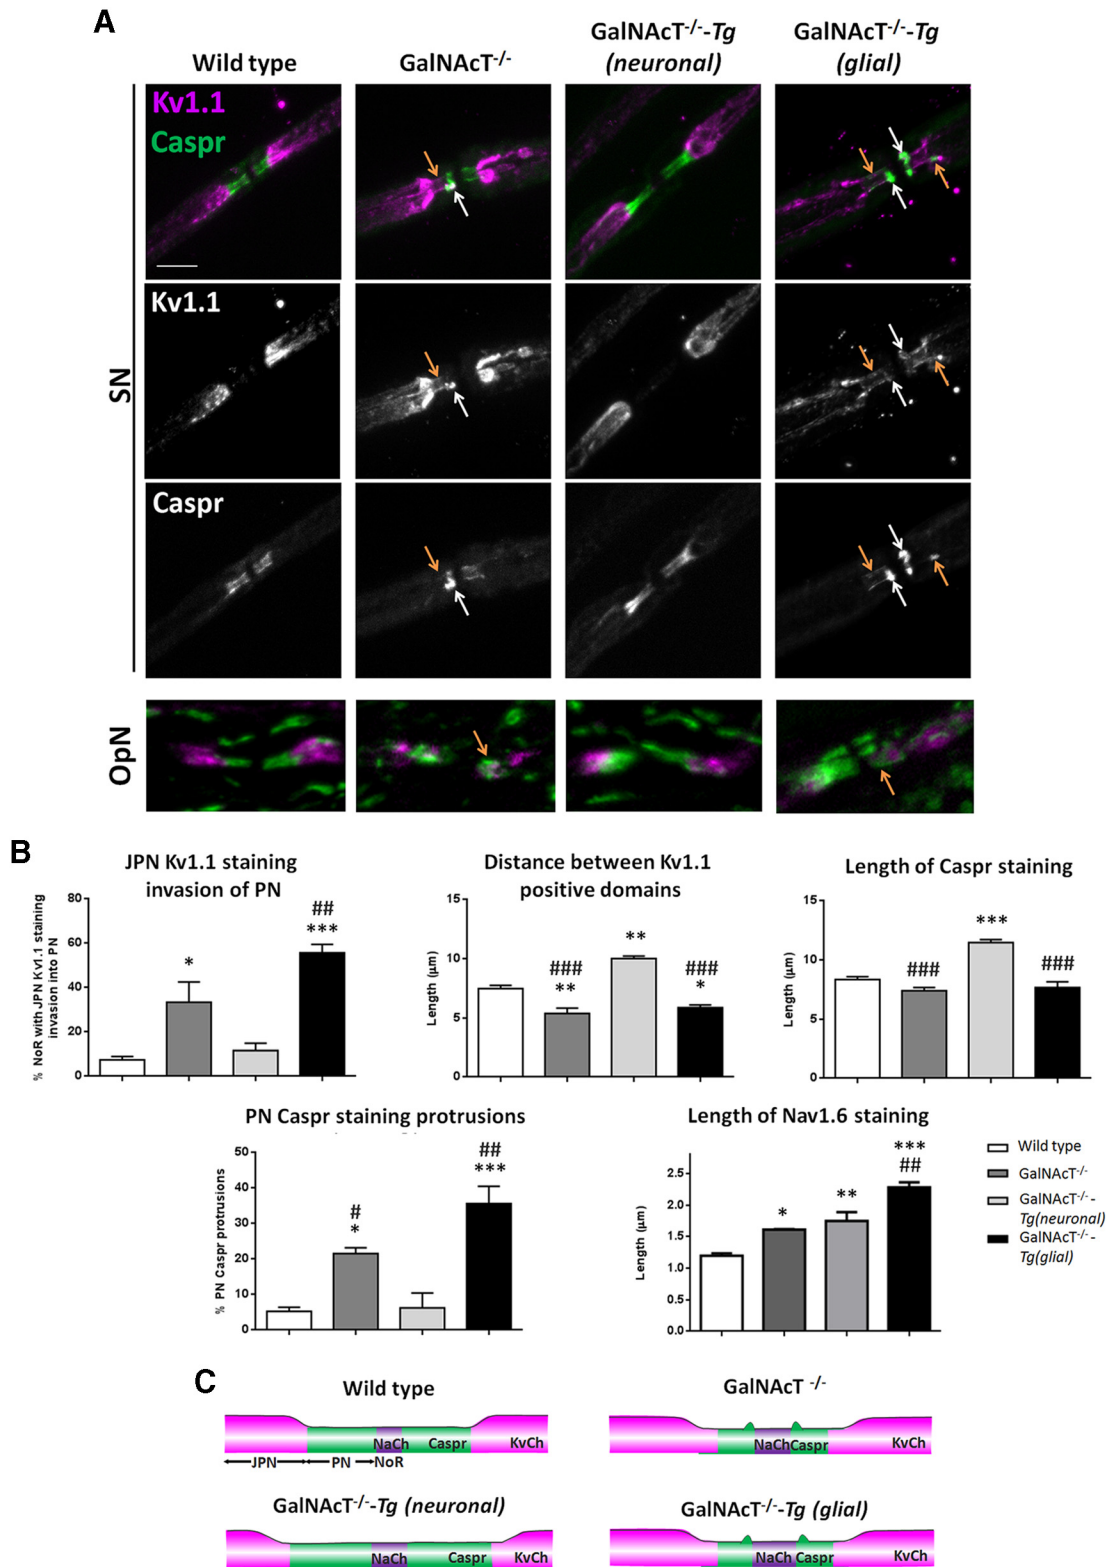 A
Wild type
GalNAcT-/-
GalNAcT-/--Tg
(neuronal)
GalNAcT-/--Tg
(glial)
Kv1.1
Caspr
Kv1.1
Caspr
SN
OpN
B
JPN Kv1.1 staining
invasion of PN
% NoR with JPN Kv1.1 staining
invasion into PN
80
60
40
20
0
*
##
***
Distance between Kv1.1
positive domains
Length (μm)
15
10
5
0
###
**
**
###
*
Length of Caspr staining
Length (μm)
15
10
5
0
###
***
###
PN Caspr staining protrusions
% PN Caspr protrusions
50
40
30
20
10
0
#
*
##
***
Length of Nav1.6 staining
Length (μm)
2.5
2.0
1.5
1.0
0.5
0.0
*
**
***
##
Wild type
GalNAcT-/-
GalNAcT-/--
Tg(neuronal)
GalNAcT-/--
Tg(glial)
C
Wild type
NaCh Caspr KvCh
JPN PN NoR
GalNAcT -/-
NaCh Caspr KvCh
GalNAcT-/--Tg (neuronal)
NaCh Caspr KvCh
GalNAcT-/--Tg (glial)
NaCh Caspr KvCh